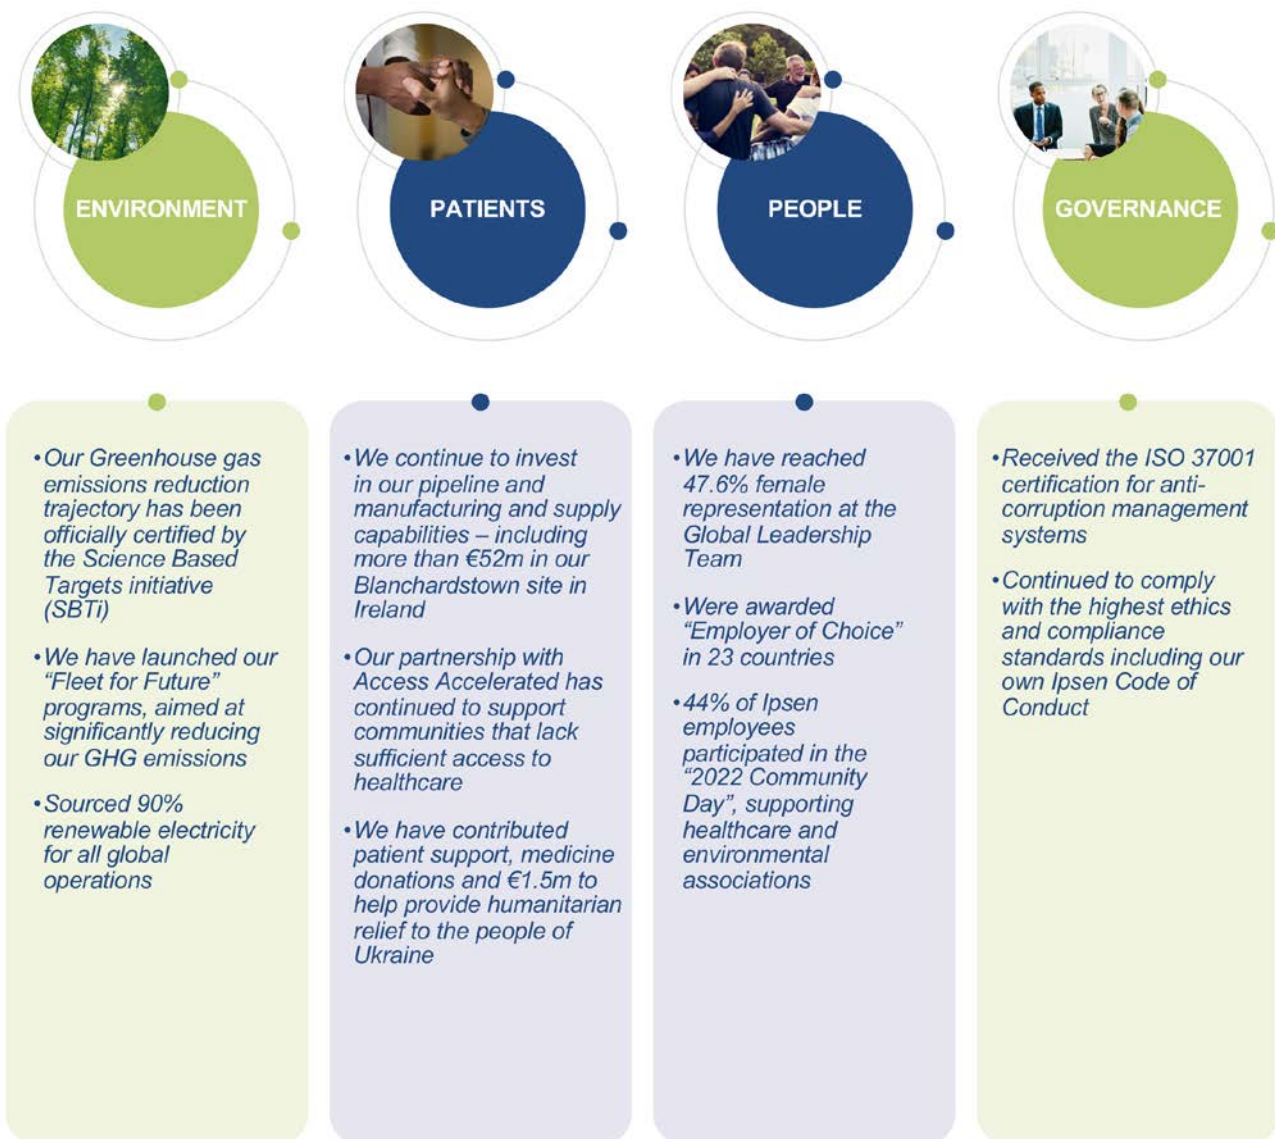 ENVIRONMENT
PATIENTS
PEOPLE
GOVERNANCE
•Our Greenhouse gas
emissions reduction
trajectory has been
officially certified by
the Science Based
Targets initiative
(SBTi)
•We have launched our
“Fleet for Future”
programs, aimed at
significantly reducing
our GHG emissions
•Sourced 90%
renewable electricity
for all global
operations
•We continue to invest
in our pipeline and
manufacturing and supply
capabilities – including
more than €52m in our
Blanchardstown site in
Ireland
•Our partnership with
Access Accelerated has
continued to support
communities that lack
sufficient access to
healthcare
•We have contributed
patient support, medicine
donations and €1.5m to
help provide humanitarian
relief to the people of
Ukraine
•We have reached
47.6% female
representation at the
Global Leadership
Team
•Were awarded
“Employer of Choice”
in 23 countries
•44% of Ipsen
employees
participated in the
“2022 Community
Day”, supporting
healthcare and
environmental
associations
•Received the ISO 37001
certification for anti-
corruption management
systems
•Continued to comply
with the highest ethics
and compliance
standards including our
own Ipsen Code of
Conduct